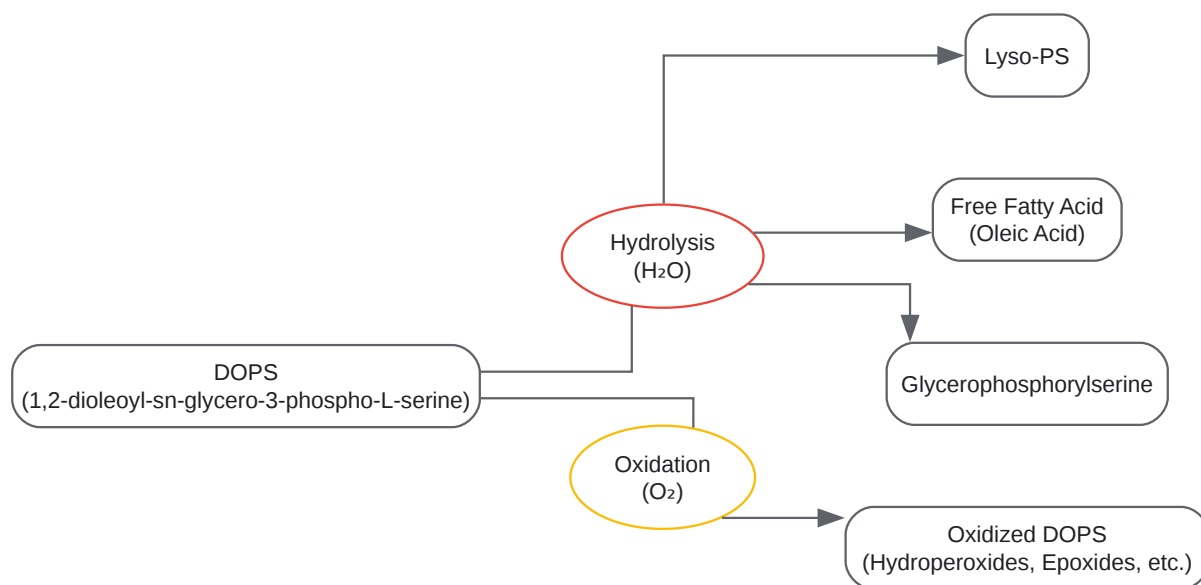 Lyso-PS
Free Fatty Acid
(Oleic Acid)
Hydrolysis
(H₂O)
DOPS
(1,2-dioleoyl-sn-glycero-3-phospho-L-serine)
Glycerophosphorylserine
Oxidation
(O₂)
Oxidized DOPS
(Hydroperoxides, Epoxides, etc.)